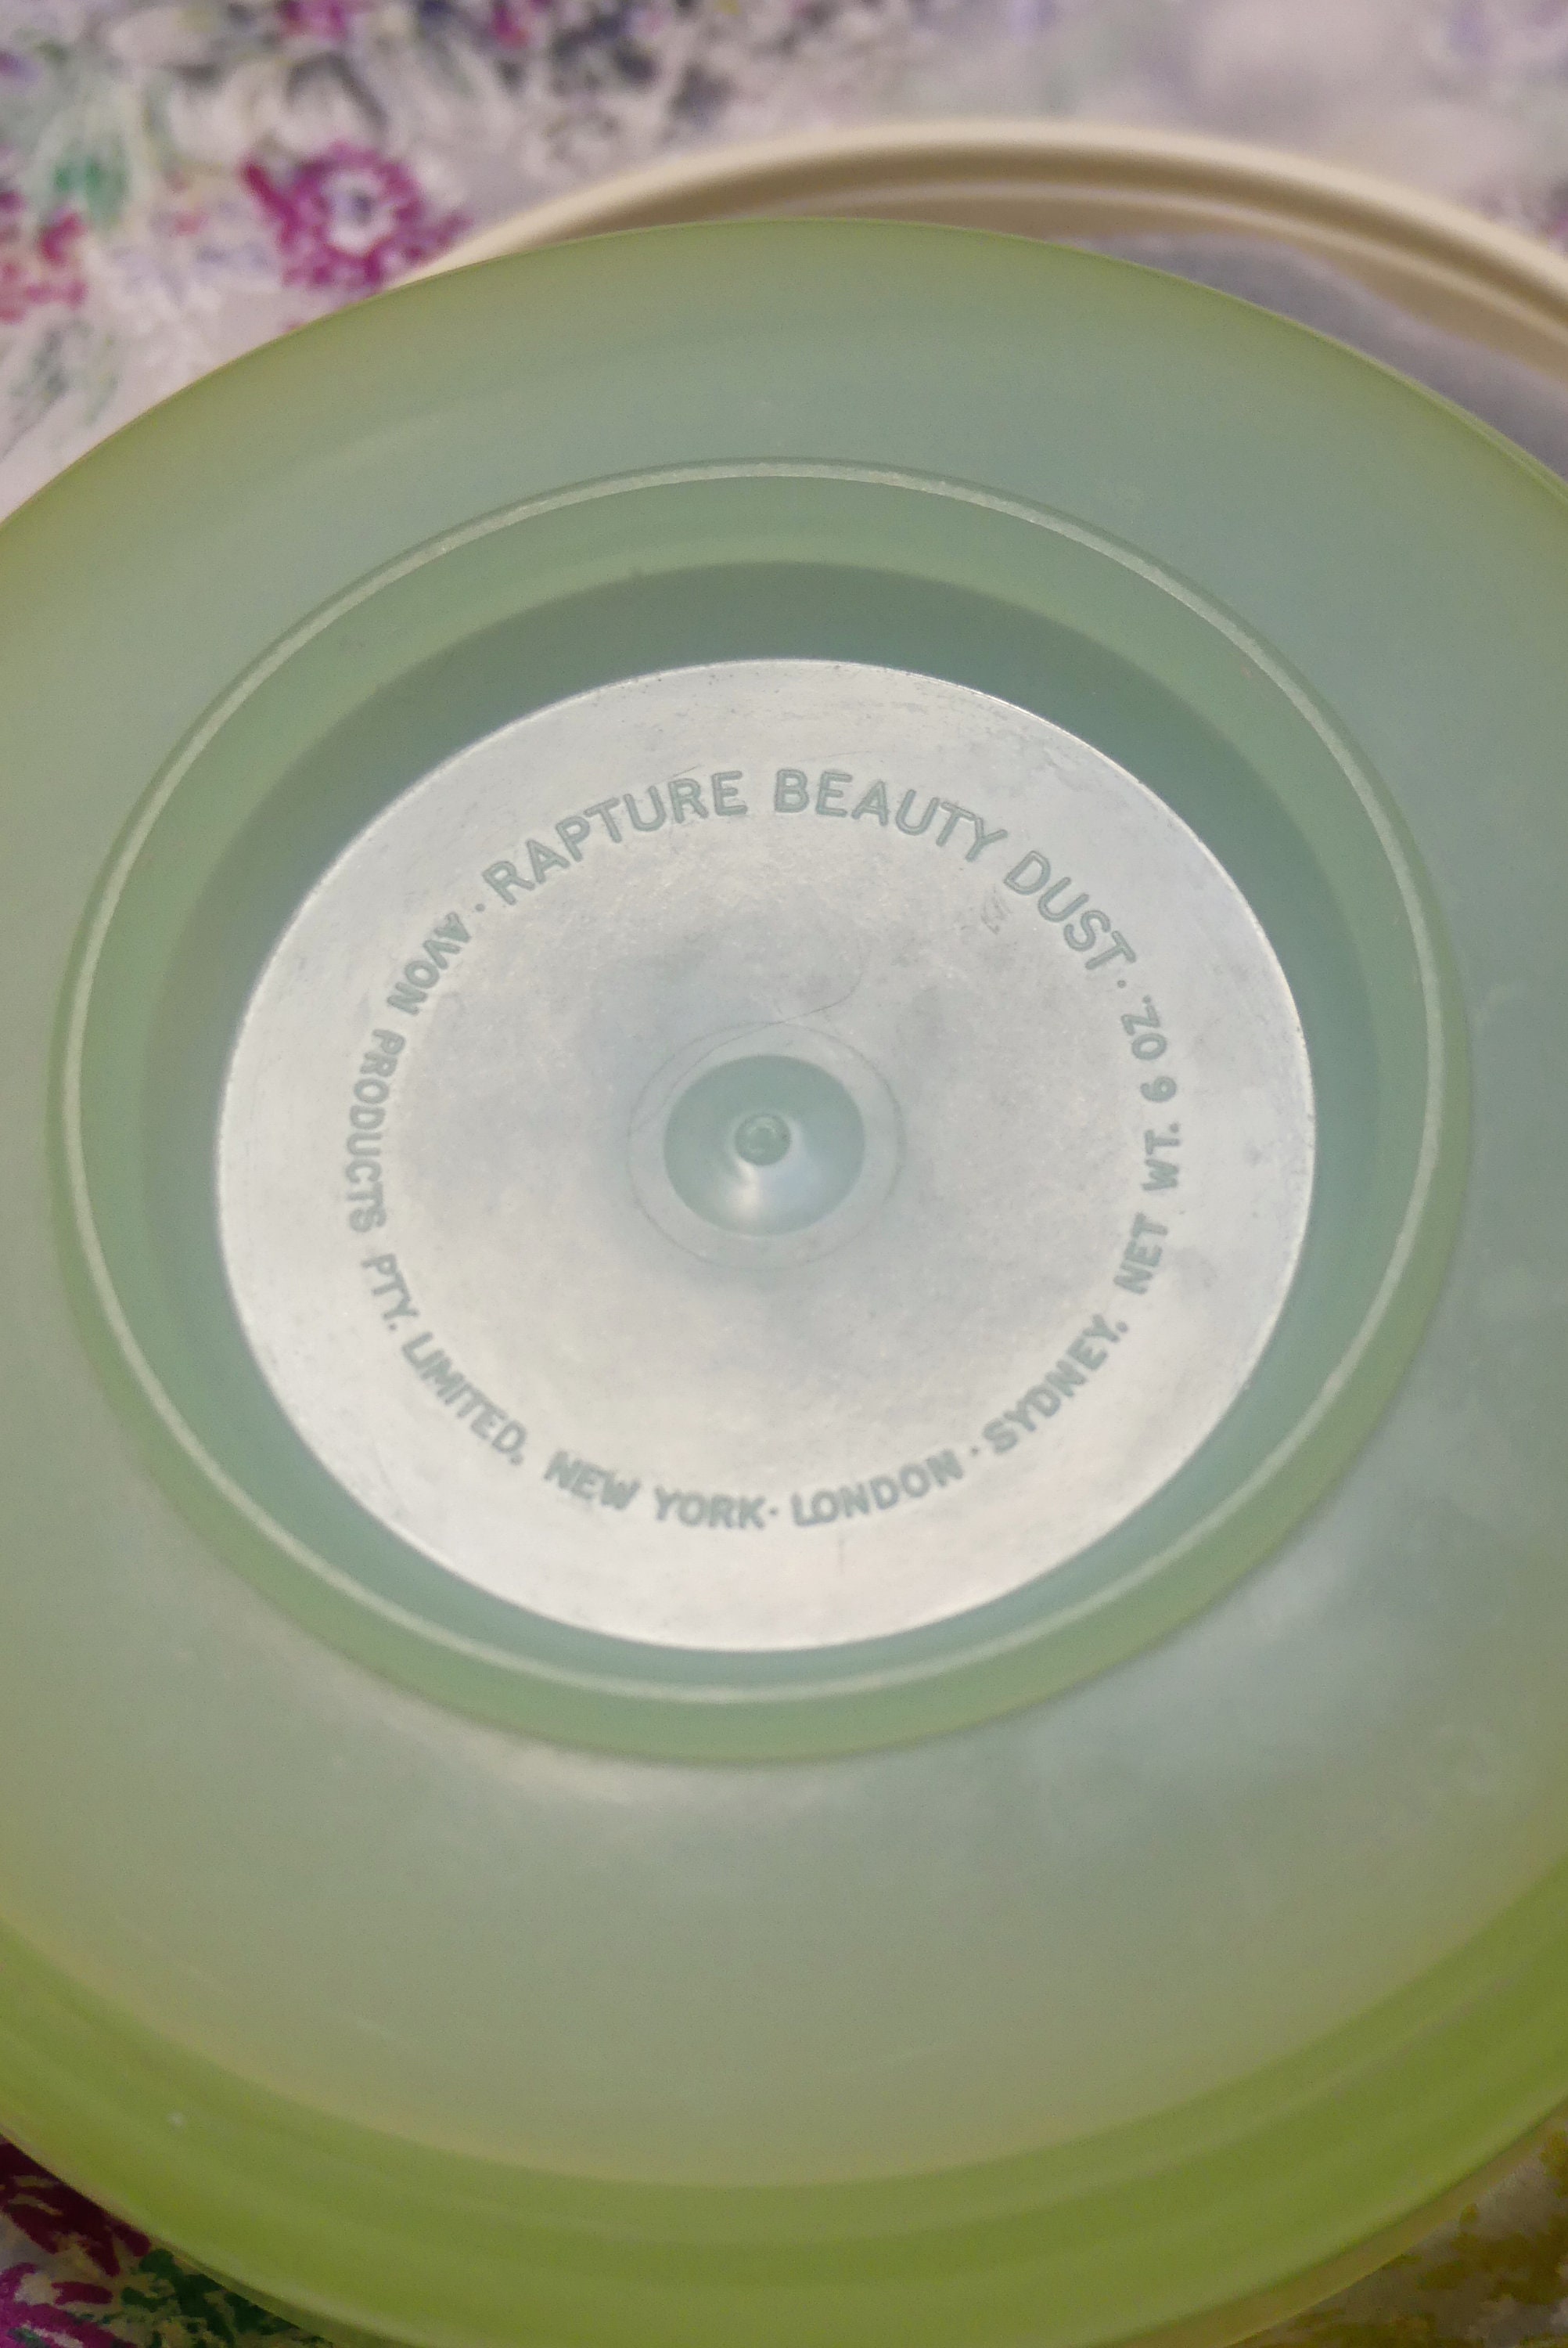 · RAPTURE BEAUTY DUST ·
AVON PRODUCTS PTY. LIMITED, NEW YORK · LONDON · SYDNEY. NET WT. 6 OZ.